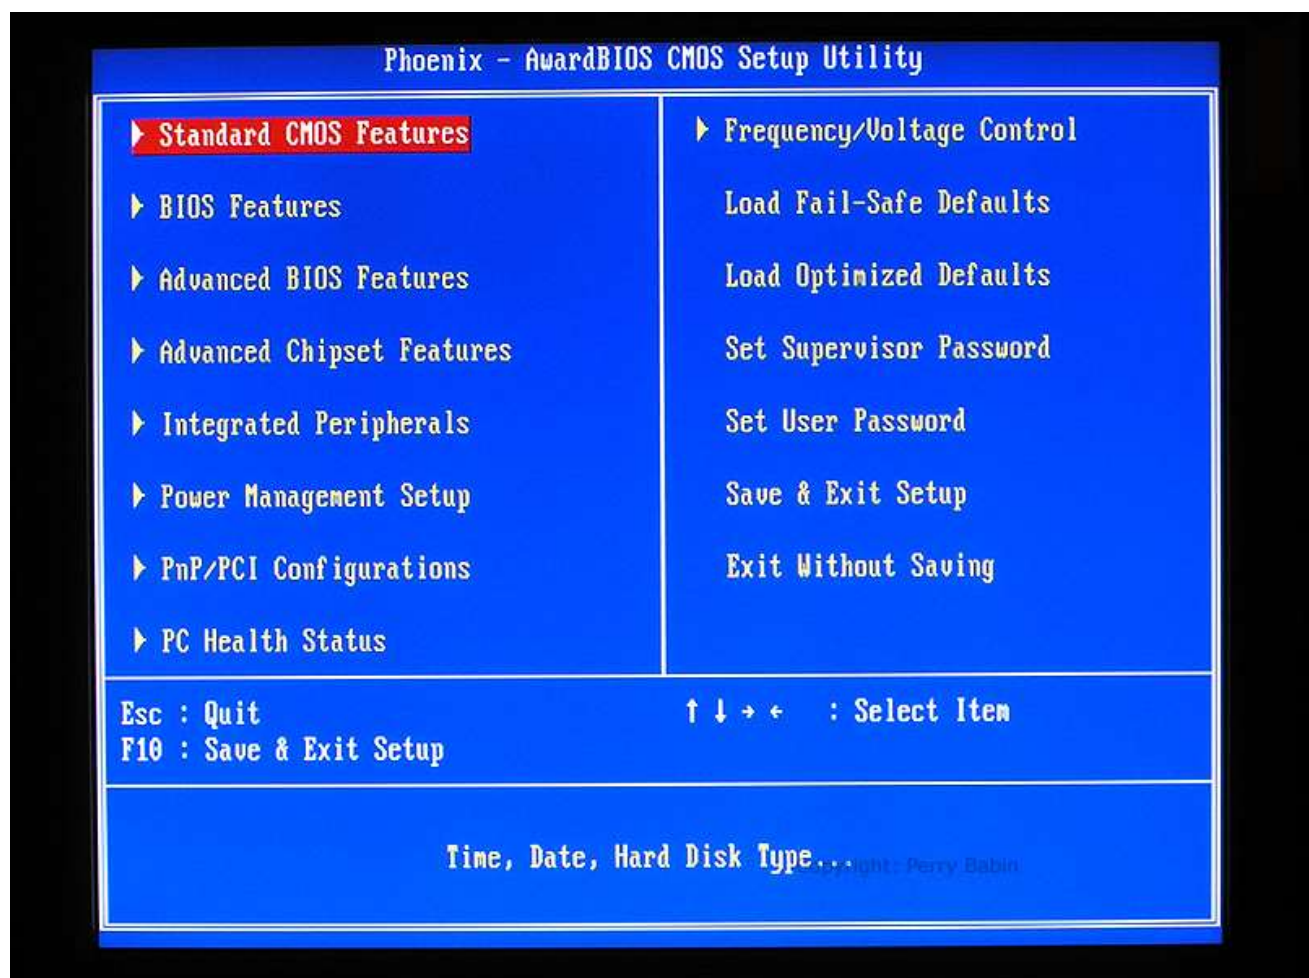 Phoenix - AwardBIOS CMOS Setup Utility
Standard CMOS Features
BIOS Features
Advanced BIOS Features
Advanced Chipset Features
Integrated Peripherals
Power Management Setup
PnP/PCI Configurations
PC Health Status
Frequency/Voltage Control
Load Fail-Safe Defaults
Load Optimized Defaults
Set Supervisor Password
Set User Password
Save & Exit Setup
Exit Without Saving
Esc : Quit
F10 : Save & Exit Setup
↑ ↓ → ← : Select Item
Time, Date, Hard Disk Type...
Copyright: Perry Babin